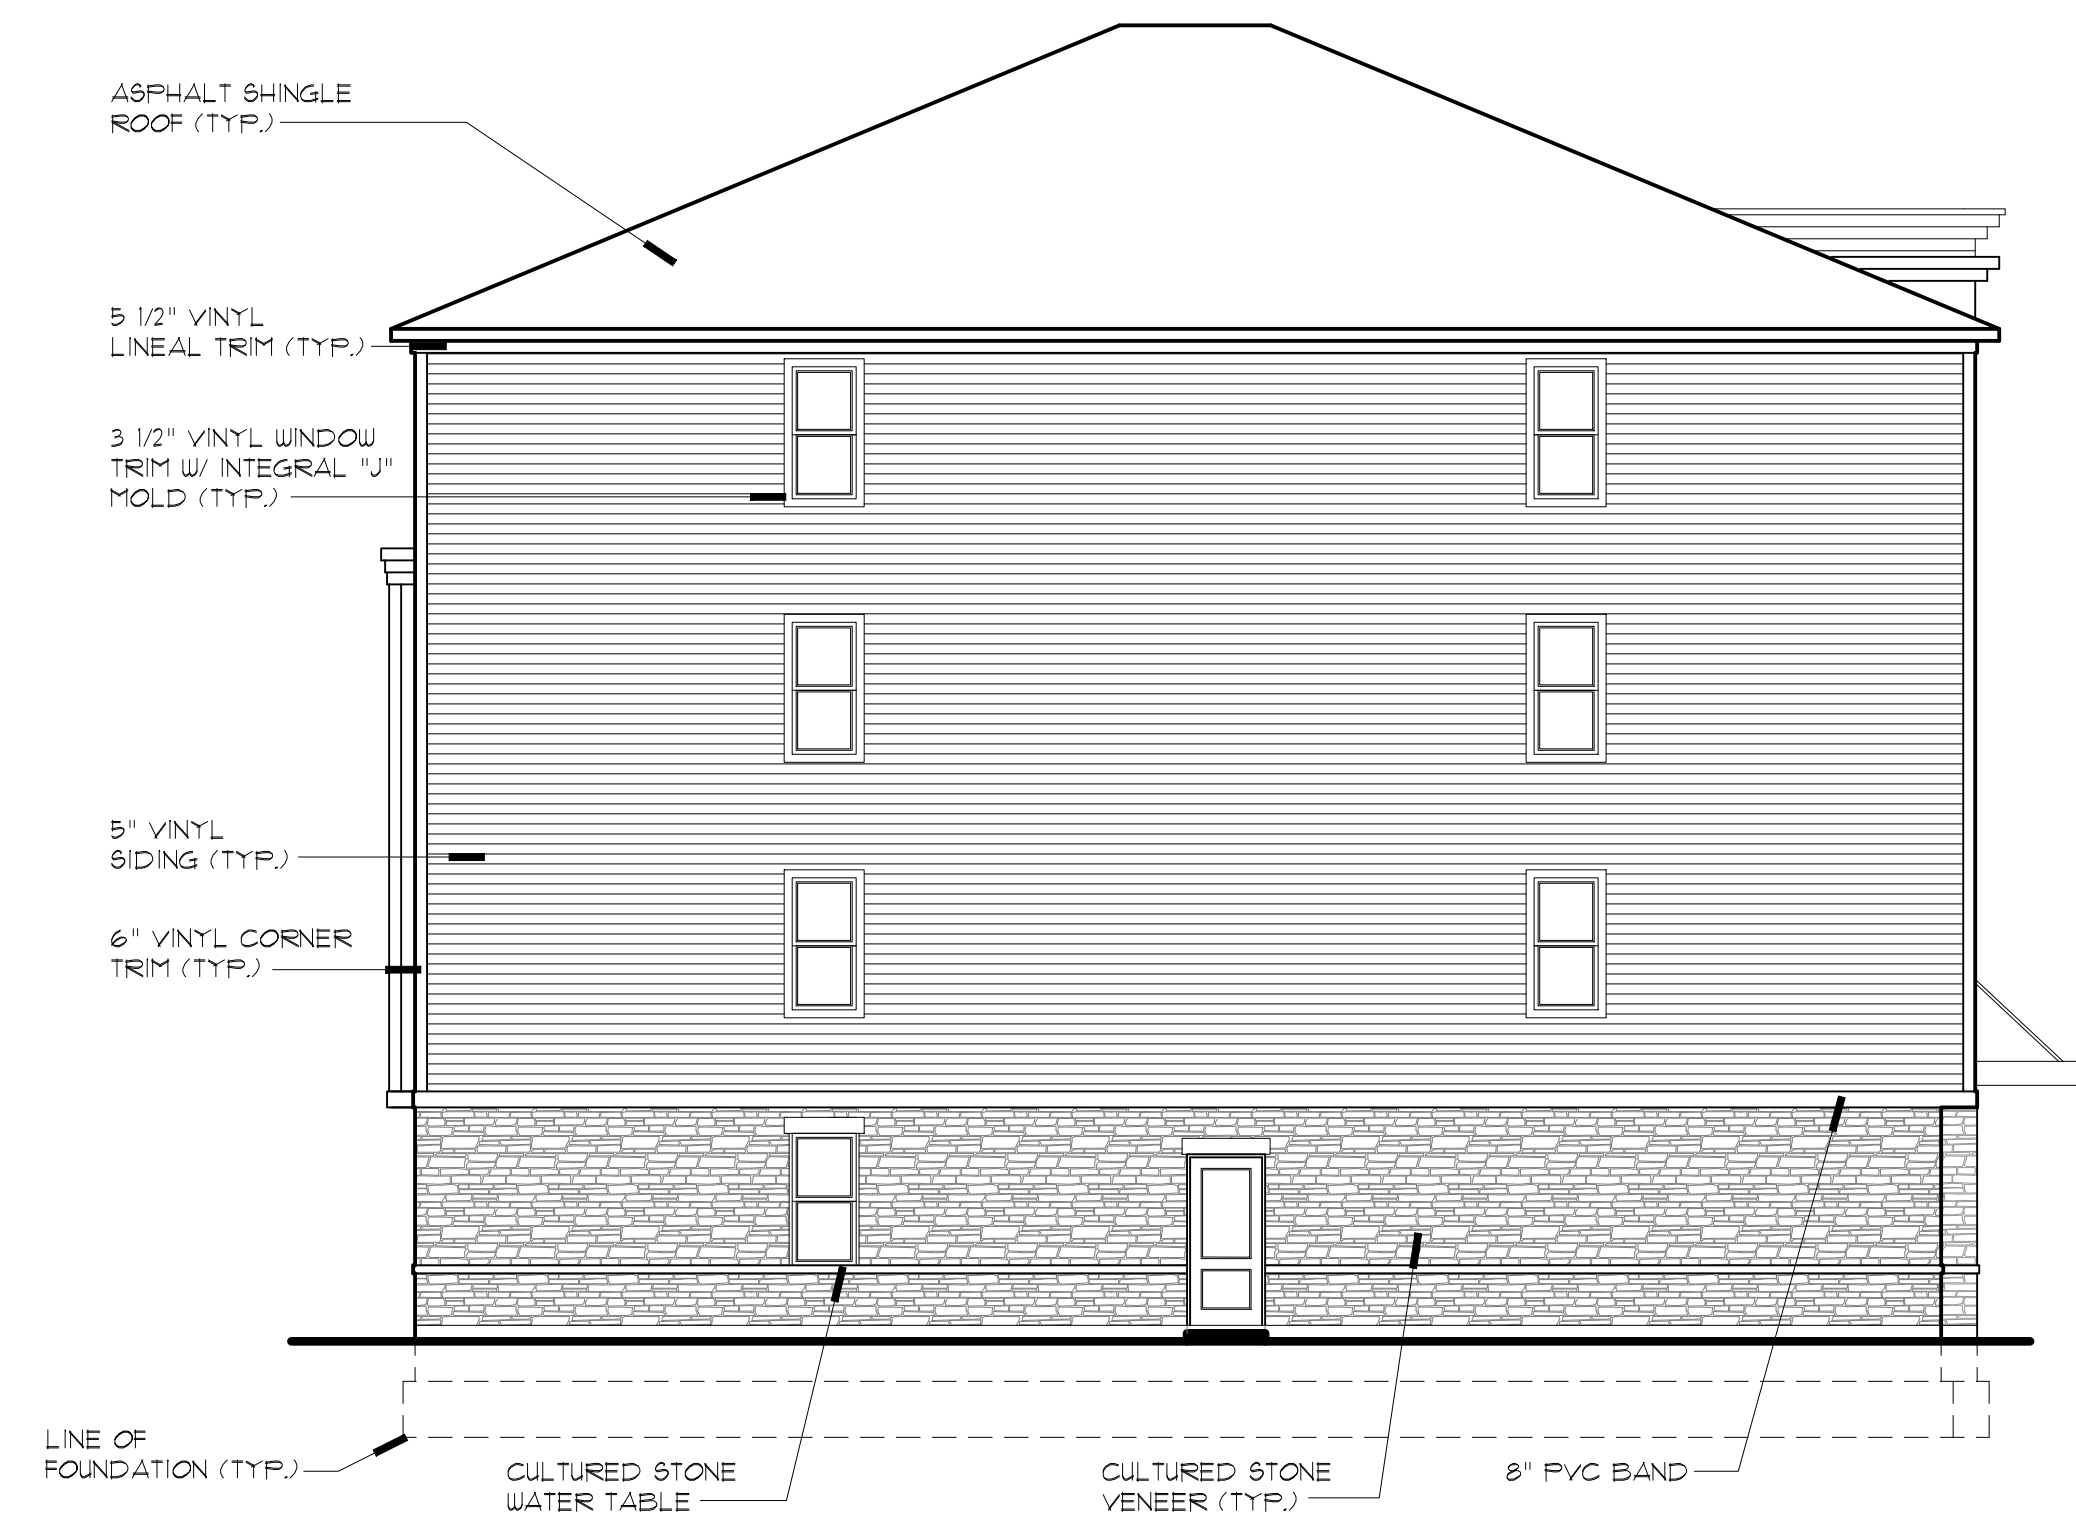 ASPHALT SHINGLE
ROOF (TYP.)
5 1/2" VINYL
LINEAL TRIM (TYP.)
3 1/2" VINYL WINDOW
TRIM W/ INTEGRAL "J"
MOLD (TYP.)
5" VINYL
SIDING (TYP.)
6" VINYL CORNER
TRIM (TYP.)
LINE OF
FOUNDATION (TYP.)
CULTURED STONE
WATER TABLE
CULTURED STONE
VENEER (TYP.)
8" PVC BAND